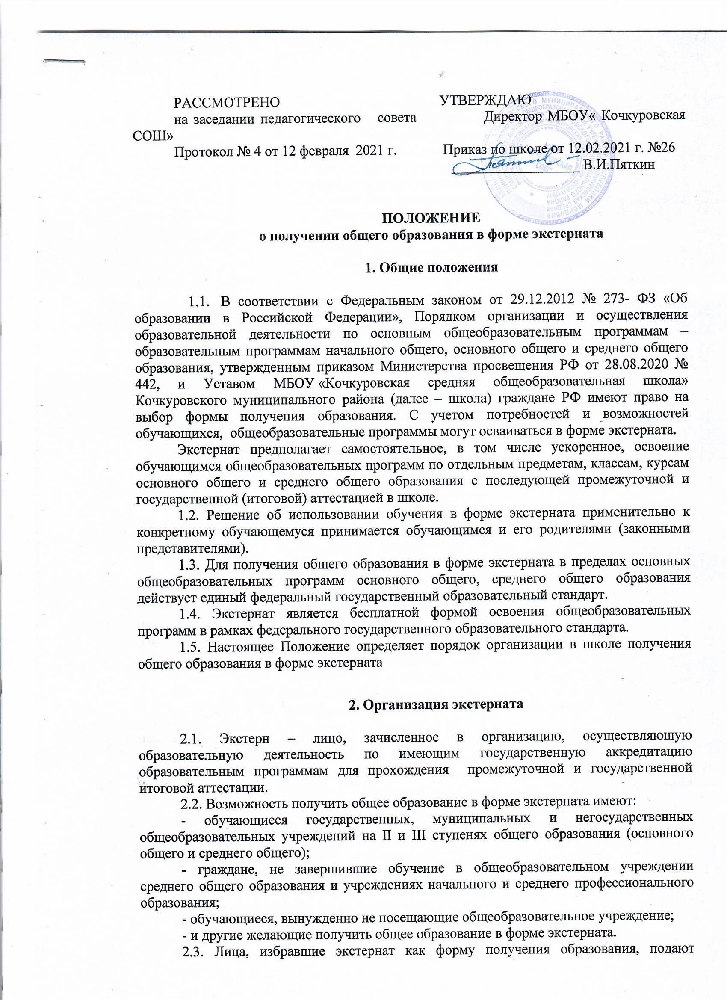 РАССМОТРЕНО УТВЕРЖДАЮ
на заседании педагогического совета Директор МБОУ« Кочкуровская
СОШ»
Протокол № 4 от 12 февраля 2021 г. Приказ по школе от 12.02.2021 г. №26
В.И.Пяткин
ПОЛОЖЕНИЕ
о получении общего образования в форме экстерната
1. Общие положения
1.1. В соответствии с Федеральным законом от 29.12.2012 № 273- ФЗ «Об
образовании в Российской Федерации», Порядком организации и осуществления
образовательной деятельности по основным общеобразовательным программам –
образовательным программам начального общего, основного общего и среднего общего
образования, утвержденным приказом Министерства просвещения РФ от 28.08.2020 №
442, и Уставом МБОУ «Кочкуровская средняя общеобразовательная школа»
Кочкуровского муниципального района (далее – школа) граждане РФ имеют право на
выбор формы получения образования. С учетом потребностей и возможностей
обучающихся, общеобразовательные программы могут осваиваться в форме экстерната.
Экстернат предполагает самостоятельное, в том числе ускоренное, освоение
обучающимся общеобразовательных программ по отдельным предметам, классам, курсам
основного общего и среднего общего образования с последующей промежуточной и
государственной (итоговой) аттестацией в школе.
1.2. Решение об использовании обучения в форме экстерната применительно к
конкретному обучающемуся принимается обучающимся и его родителями (законными
представителями).
1.3. Для получения общего образования в форме экстерната в пределах основных
общеобразовательных программ основного общего, среднего общего образования
действует единый федеральный государственный образовательный стандарт.
1.4. Экстернат является бесплатной формой освоения общеобразовательных
программ в рамках федерального государственного образовательного стандарта.
1.5. Настоящее Положение определяет порядок организации в школе получения
общего образования в форме экстерната
2. Организация экстерната
2.1. Экстерн – лицо, зачисленное в организацию, осуществляющую
образовательную деятельность по имеющим государственную аккредитацию
образовательным программам для прохождения промежуточной и государственной
итоговой аттестации.
2.2. Возможность получить общее образование в форме экстерната имеют:
- обучающиеся государственных, муниципальных и негосударственных
общеобразовательных учреждений на II и III ступенях общего образования (основного
общего и среднего общего);
- граждане, не завершившие обучение в общеобразовательном учреждении
среднего общего образования и учреждениях начального и среднего профессионального
образования;
- обучающиеся, вынужденно не посещающие общеобразовательное учреждение;
- и другие желающие получить общее образование в форме экстерната.
2.3. Лица, избравшие экстернат как форму получения образования, подают